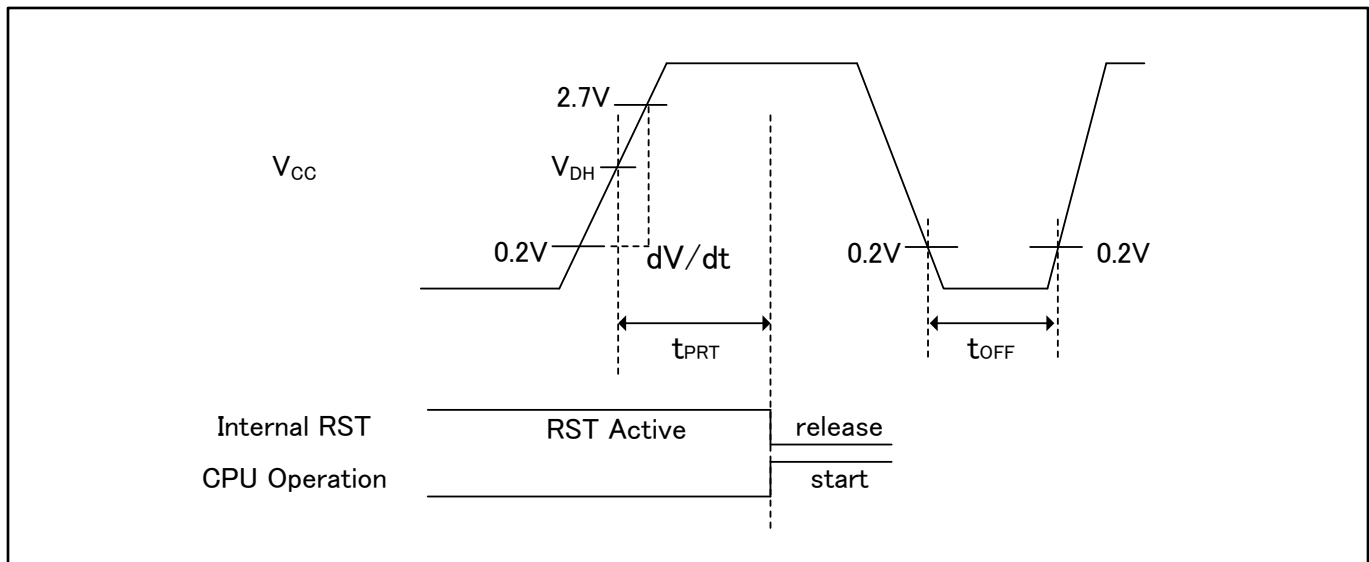 2.7V
VCC VDH
0.2V dV/dt 0.2V 0.2V
tPRT tOFF
Internal RST RST Active release
CPU Operation start